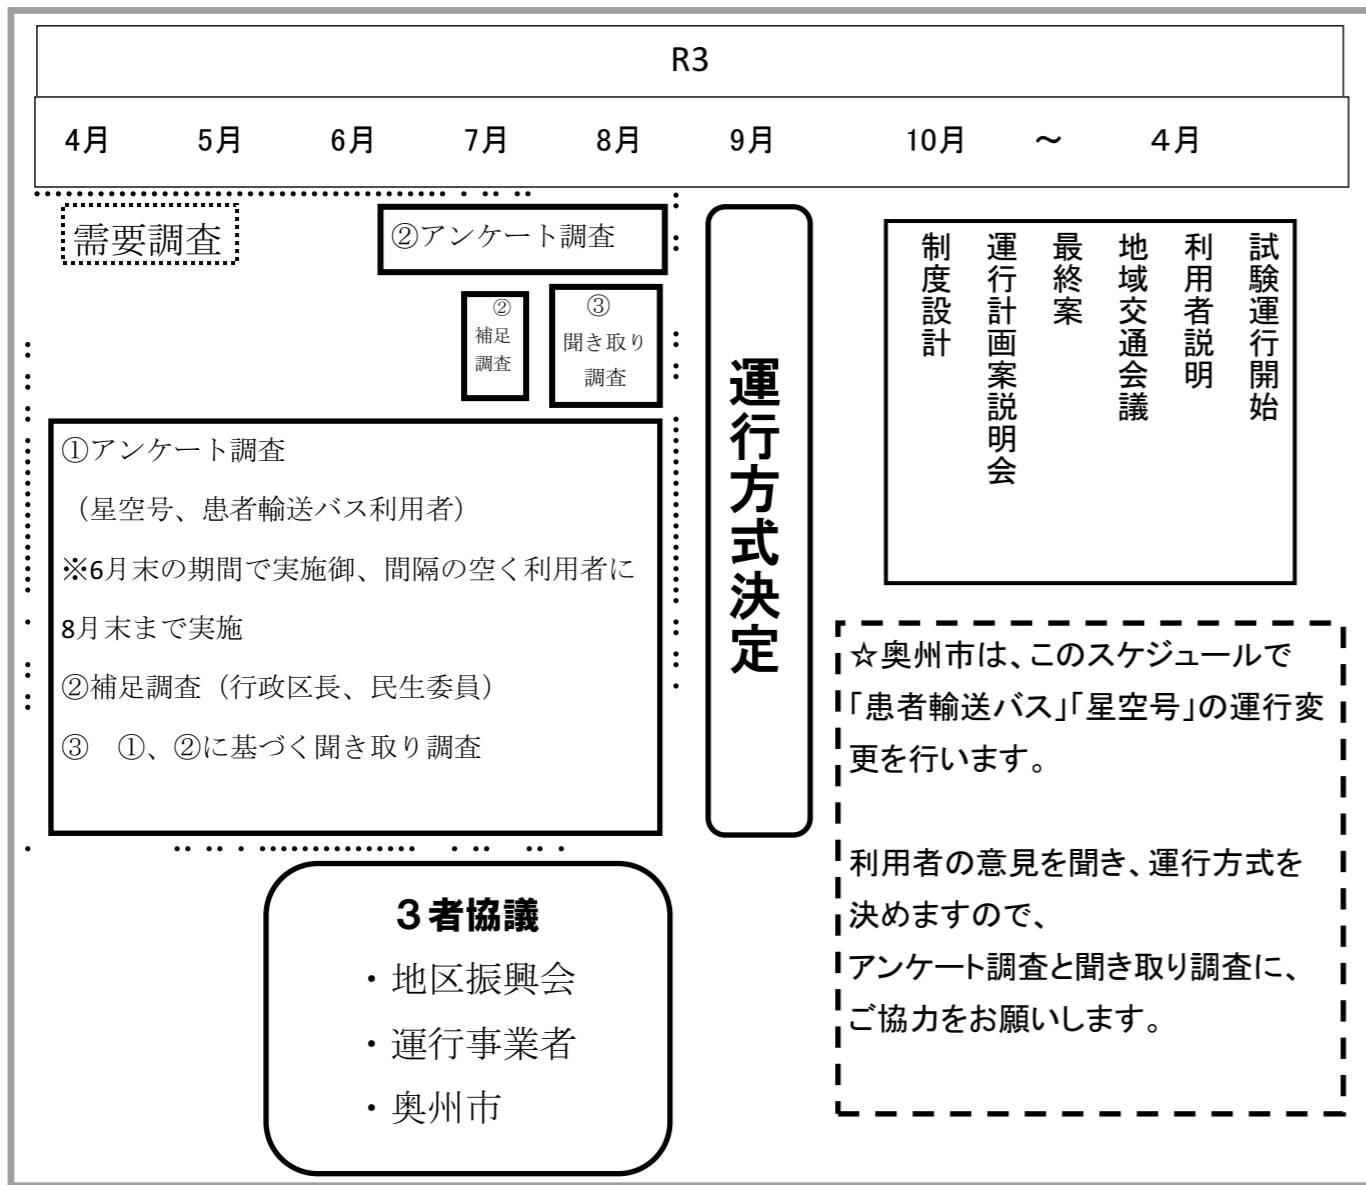 R3
4月 5月 6月 7月 8月 9月 10月 ～ 4月
需要調査
②アンケート調査
②
補足
調査
③
聞き取り
調査
①アンケート調査
（星空号、患者輸送バス利用者）
※6月末の期間で実施御、間隔の空く利用者に
8月末まで実施
②補足調査（行政区長、民生委員）
③　①、②に基づく聞き取り調査
3者協議
・地区振興会
・運行事業者
・奥州市
運行方式決定
制度設計
運行計画案説明会
最終案
地域交通会議
利用者説明
試験運行開始
☆奥州市は、このスケジュールで
「患者輸送バス」「星空号」の運行変
更を行います。
利用者の意見を聞き、運行方式を
決めますので、
アンケート調査と聞き取り調査に、
ご協力をお願いします。